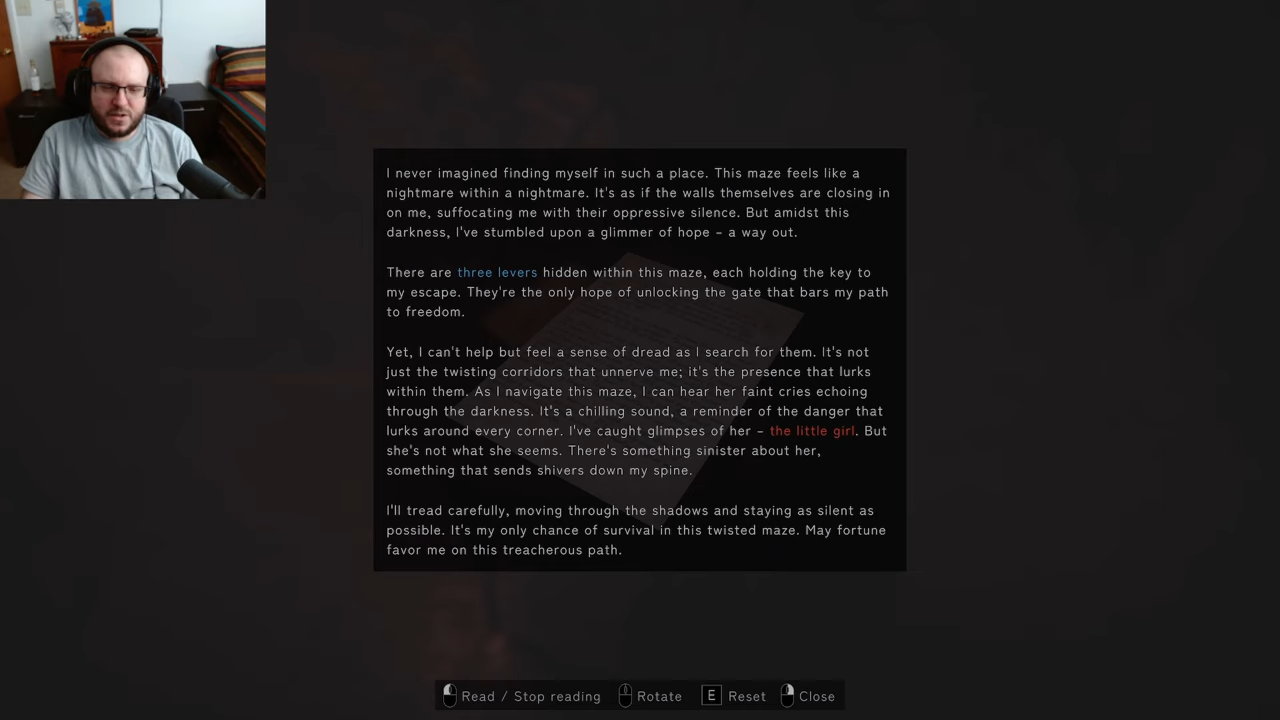 I never imagined finding myself in such a place. This maze feels like a
nightmare within a nightmare. It's as if the walls themselves are closing in
on me, suffocating me with their oppressive silence. But amidst this
darkness, I've stumbled upon a glimmer of hope – a way out.
There are three levers hidden within this maze, each holding the key to
my escape. They're the only hope of unlocking the gate that bars my path
to freedom.
Yet, I can't help but feel a sense of dread as I search for them. It's not
just the twisting corridors that unnerve me; it's the presence that lurks
within them. As I navigate this maze, I can hear her faint cries echoing
through the darkness. It's a chilling sound, a reminder of the danger that
lurks around every corner. I've caught glimpses of her – the little girl. But
she's not what she seems. There's something sinister about her,
something that sends shivers down my spine.
I'll tread carefully, moving through the shadows and staying as silent as
possible. It's my only chance of survival in this twisted maze. May fortune
favor me on this treacherous path.
Read / Stop reading Rotate E Reset Close